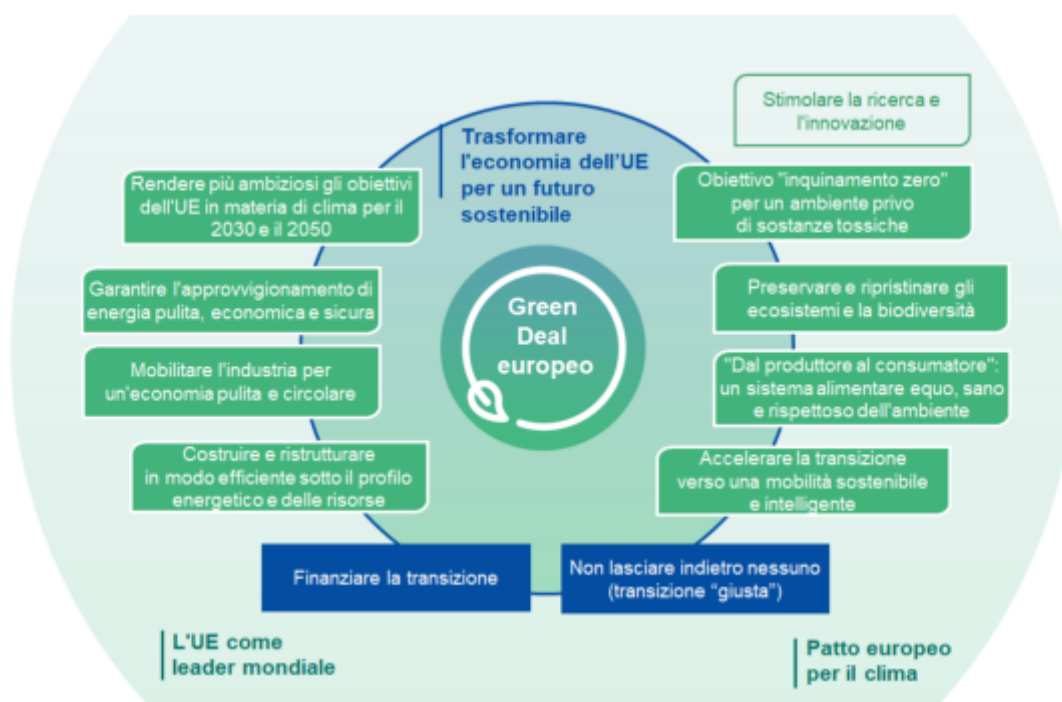 Stimolare la ricerca e
l'innovazione
Trasformare
l'economia dell'UE
per un futuro
sostenibile
Rendere più ambiziosi gli obiettivi
dell'UE in materia di clima per il
2030 e il 2050
Obiettivo "inquinamento zero"
per un ambiente privo
di sostanze tossiche
Garantire l'approvvigionamento di
energia pulita, economica e sicura
Green
Deal
europeo
Preservare e ripristinare gli
ecosistemi e la biodiversità
Mobilitare l'industria per
un'economia pulita e circolare
"Dal produttore al consumatore":
un sistema alimentare equo, sano
e rispettoso dell'ambiente
Costruire e ristrutturare
in modo efficiente sotto il profilo
energetico e delle risorse
Accelerare la transizione
verso una mobilità sostenibile
e intelligente
Finanziare la transizione
Non lasciare indietro nessuno
(transizione “giusta”)
L'UE come
leader mondiale
Patto europeo
per il clima